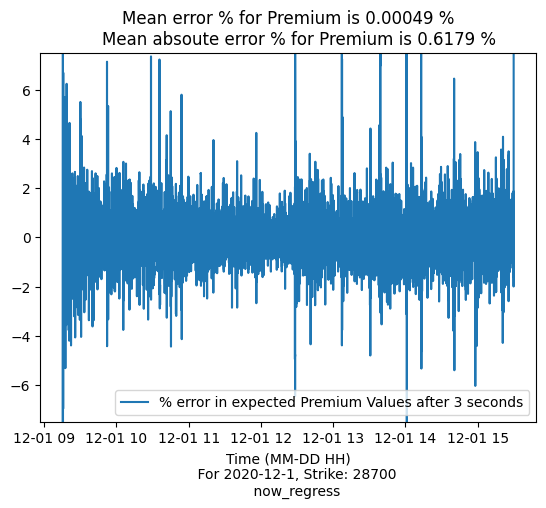 Mean error % for Premium is 0.00049 %
Mean absoute error % for Premium is 0.6179 %
6
4
2
0
−2
−4
−6
% error in expected Premium Values after 3 seconds
12-01 09 12-01 10 12-01 11 12-01 12 12-01 13 12-01 14 12-01 15
Time (MM-DD HH)
For 2020-12-1, Strike: 28700
now_regress